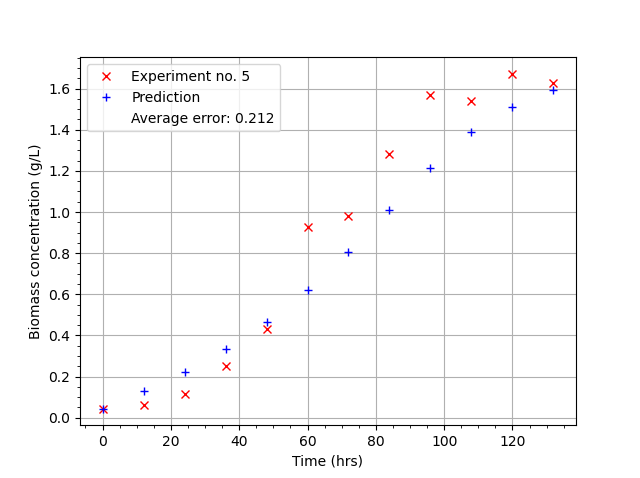 Experiment no. 5
Prediction
Average error: 0.212
Biomass concentration (g/L)
1.6
1.4
1.2
1.0
0.8
0.6
0.4
0.2
0.0
0 20 40 60 80 100 120
Time (hrs)